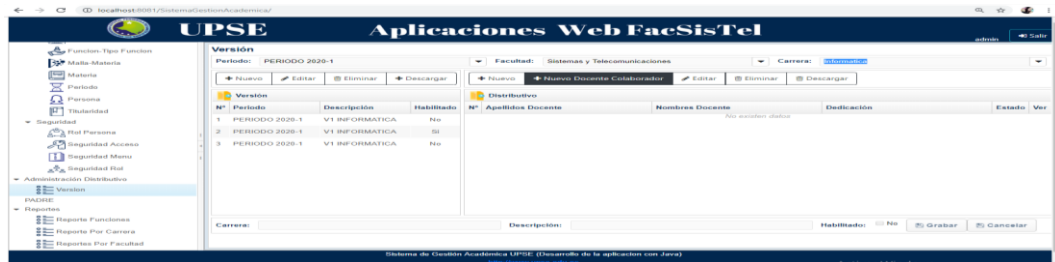 localhost:8081/SistemaGestionAcademica/
UPSE Aplicaciones Web FacSisTel
admin Salir
Funcion-Tipo Funcion
Malla-Materia
Materia
Periodo
Persona
Titularidad
Seguridad
Rol Persona
Seguridad Acceso
Seguridad Menu
Seguridad Rol
Administración Distributivo
Version
PADRE
Reportes
Reporte Funciones
Reporte Por Carrera
Reportes Por Facultad
Versión
Periodo: PERIODO 2020-1 Facultad: Sistemas y Telecomunicaciones Carrera: Informatica
Nuevo Editar Eliminar Descargar Nuevo Nuevo Docente Colaborador Editar Eliminar Descargar
Versión
Nº Periodo Descripción Habilitado
1 PERIODO 2020-1 V1 INFORMATICA No
2 PERIODO 2020-1 V1 INFORMATICA Si
3 PERIODO 2020-1 V1 INFORMATICA No
Distributivo
Nº Apellidos Docente Nombres Docente Dedicación Estado Ver
No existen datos
Carrera: Descripción: Habilitado: No Grabar Cancelar
Sistema de Gestión Académica UPSE (Desarrollo de la aplicacion con Java)